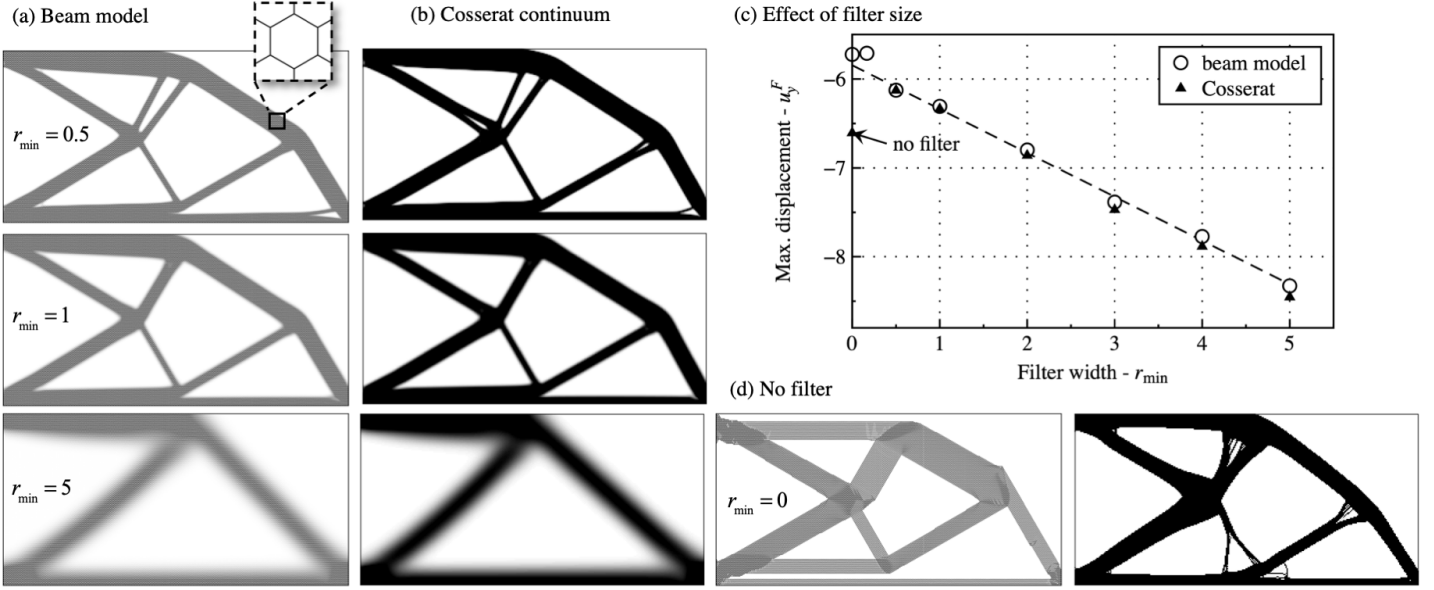 (a) Beam model
(b) Cosserat continuum
(c) Effect of filter size
r_min = 0.5
r_min = 1
r_min = 5
beam model
Cosserat
no filter
−6
−7
−8
Max. displacement - u_y^F
0 1 2 3 4 5
Filter width - r_min
(d) No filter
r_min = 0